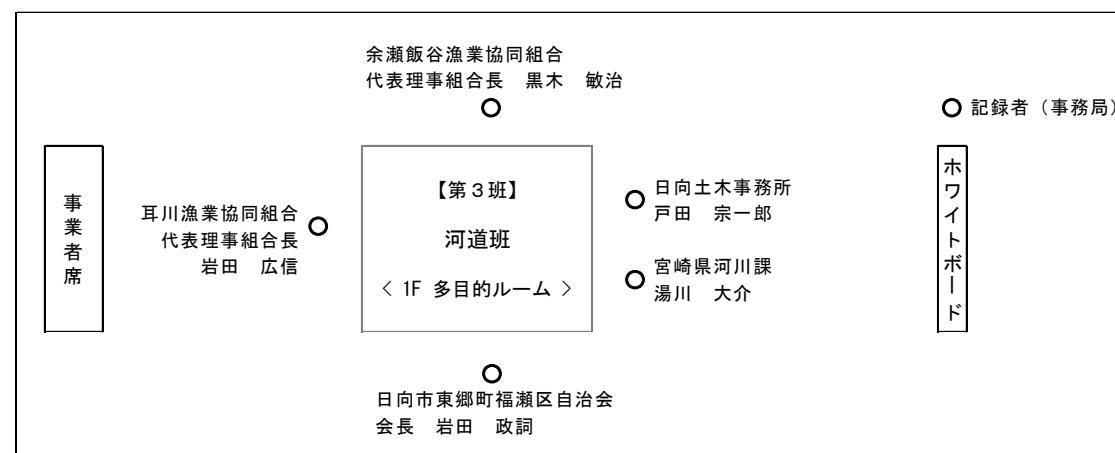 余瀬飯谷漁業協同組合
代表理事組合長　黒木　敏治
記録者（事務局）
事業者席
耳川漁業協同組合
代表理事組合長
岩田　広信
【第３班】
河道班
＜ 1F 多目的ルーム ＞
日向土木事務所
戸田　宗一郎
宮崎県河川課
湯川　大介
ホワイトボード
日向市東郷町福瀬区自治会
会長　岩田　政詞